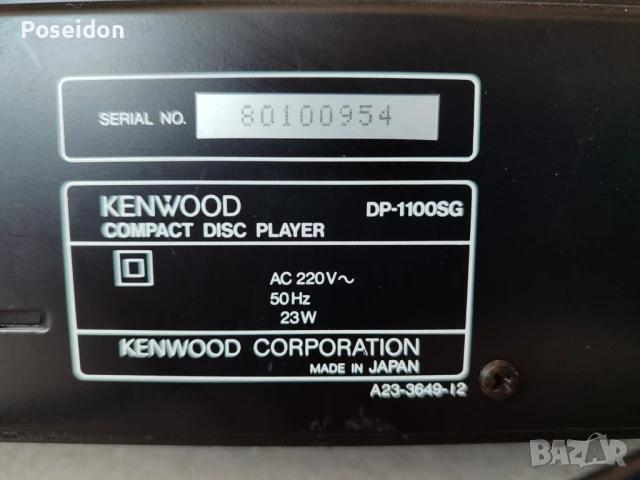 Poseidon
SERIAL NO. 80100954
KENWOOD DP-1100SG
COMPACT DISC PLAYER
AC 220V~
50Hz
23W
KENWOOD CORPORATION
MADE IN JAPAN
A23-3649-12
BAZAR